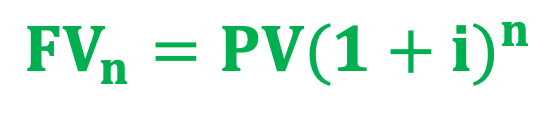 FVₙ = PV(1 + i)ⁿ